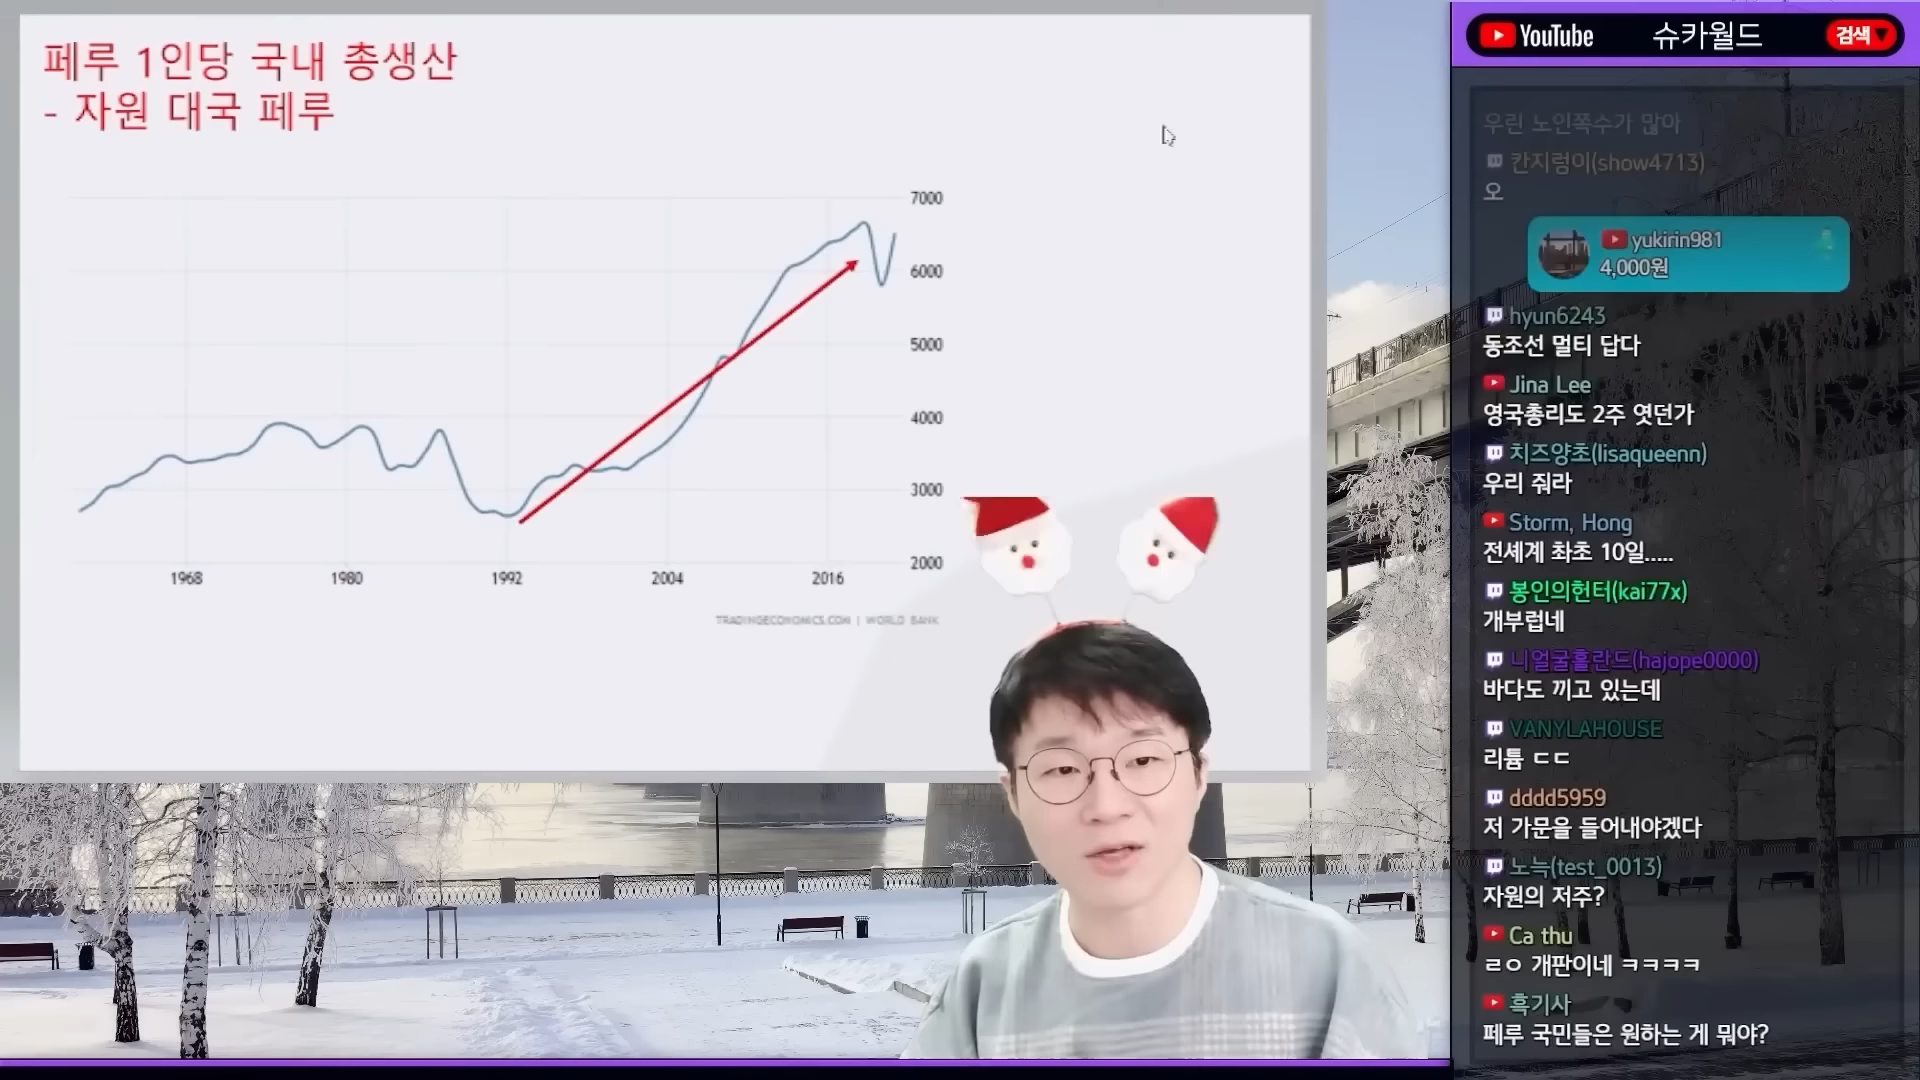 페루 1인당 국내 총생산
- 자원 대국 페루
7000
6000
5000
4000
3000
2000
1968 1980 1992 2004 2016
TRADINGECONOMICS.COM | WORLD BANK
YouTube 슈카월드 검색
우린 노인쪽수가 많아
칸지럼이(show4713)
오
yukirin981
4,000원
hyun6243
동조선 멀티 답다
Jina Lee
영국총리도 2주 엿던가
치즈양초(lisaqueenn)
우리 줘라
Storm, Hong
전세계 최초 10일.....
봉인의헌터(kai77x)
개부럽네
니얼굴홀란드(hajope0000)
바다도 끼고 있는데
VANYLAHOUSE
리튬 ㄷㄷ
dddd5959
저 가문을 들어내야겠다
노눅(test_0013)
자원의 저주?
Ca thu
ㄹㅇ 개판이네 ㅋㅋㅋㅋ
흑기사
페루 국민들은 원하는 게 뭐야?